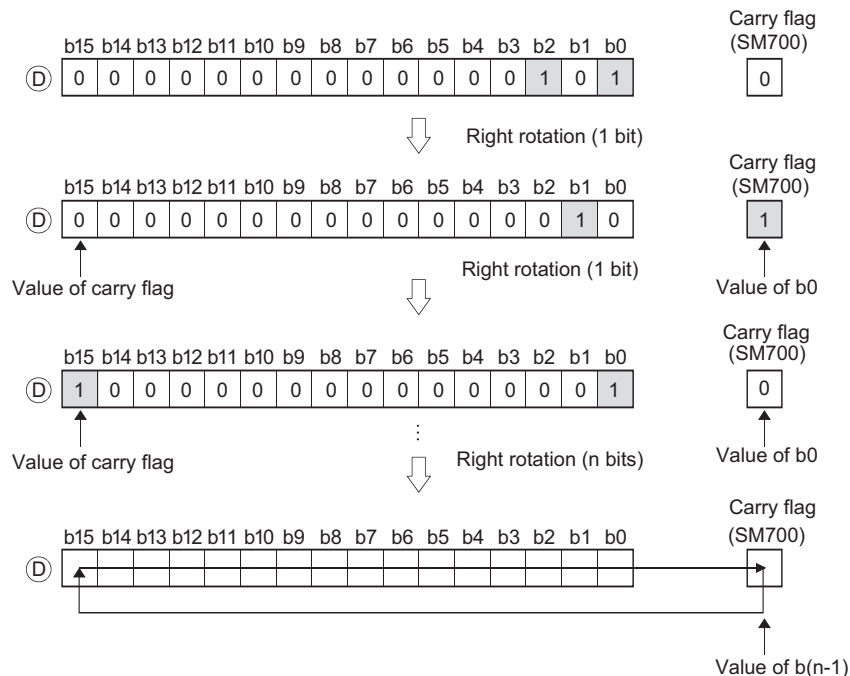 Carry flag
(SM700)
b15 b14 b13 b12 b11 b10 b9 b8 b7 b6 b5 b4 b3 b2 b1 b0
D 0 0 0 0 0 0 0 0 0 0 0 0 0 1 0 1 0
Right rotation (1 bit)
Carry flag
(SM700)
b15 b14 b13 b12 b11 b10 b9 b8 b7 b6 b5 b4 b3 b2 b1 b0
D 0 0 0 0 0 0 0 0 0 0 0 0 0 0 1 0 1
Value of carry flag
Right rotation (1 bit)
Value of b0
Carry flag
(SM700)
b15 b14 b13 b12 b11 b10 b9 b8 b7 b6 b5 b4 b3 b2 b1 b0
D 1 0 0 0 0 0 0 0 0 0 0 0 0 0 0 1 0
Value of carry flag
Right rotation (n bits)
Value of b0
Carry flag
(SM700)
b15 b14 b13 b12 b11 b10 b9 b8 b7 b6 b5 b4 b3 b2 b1 b0
D
Value of b(n-1)